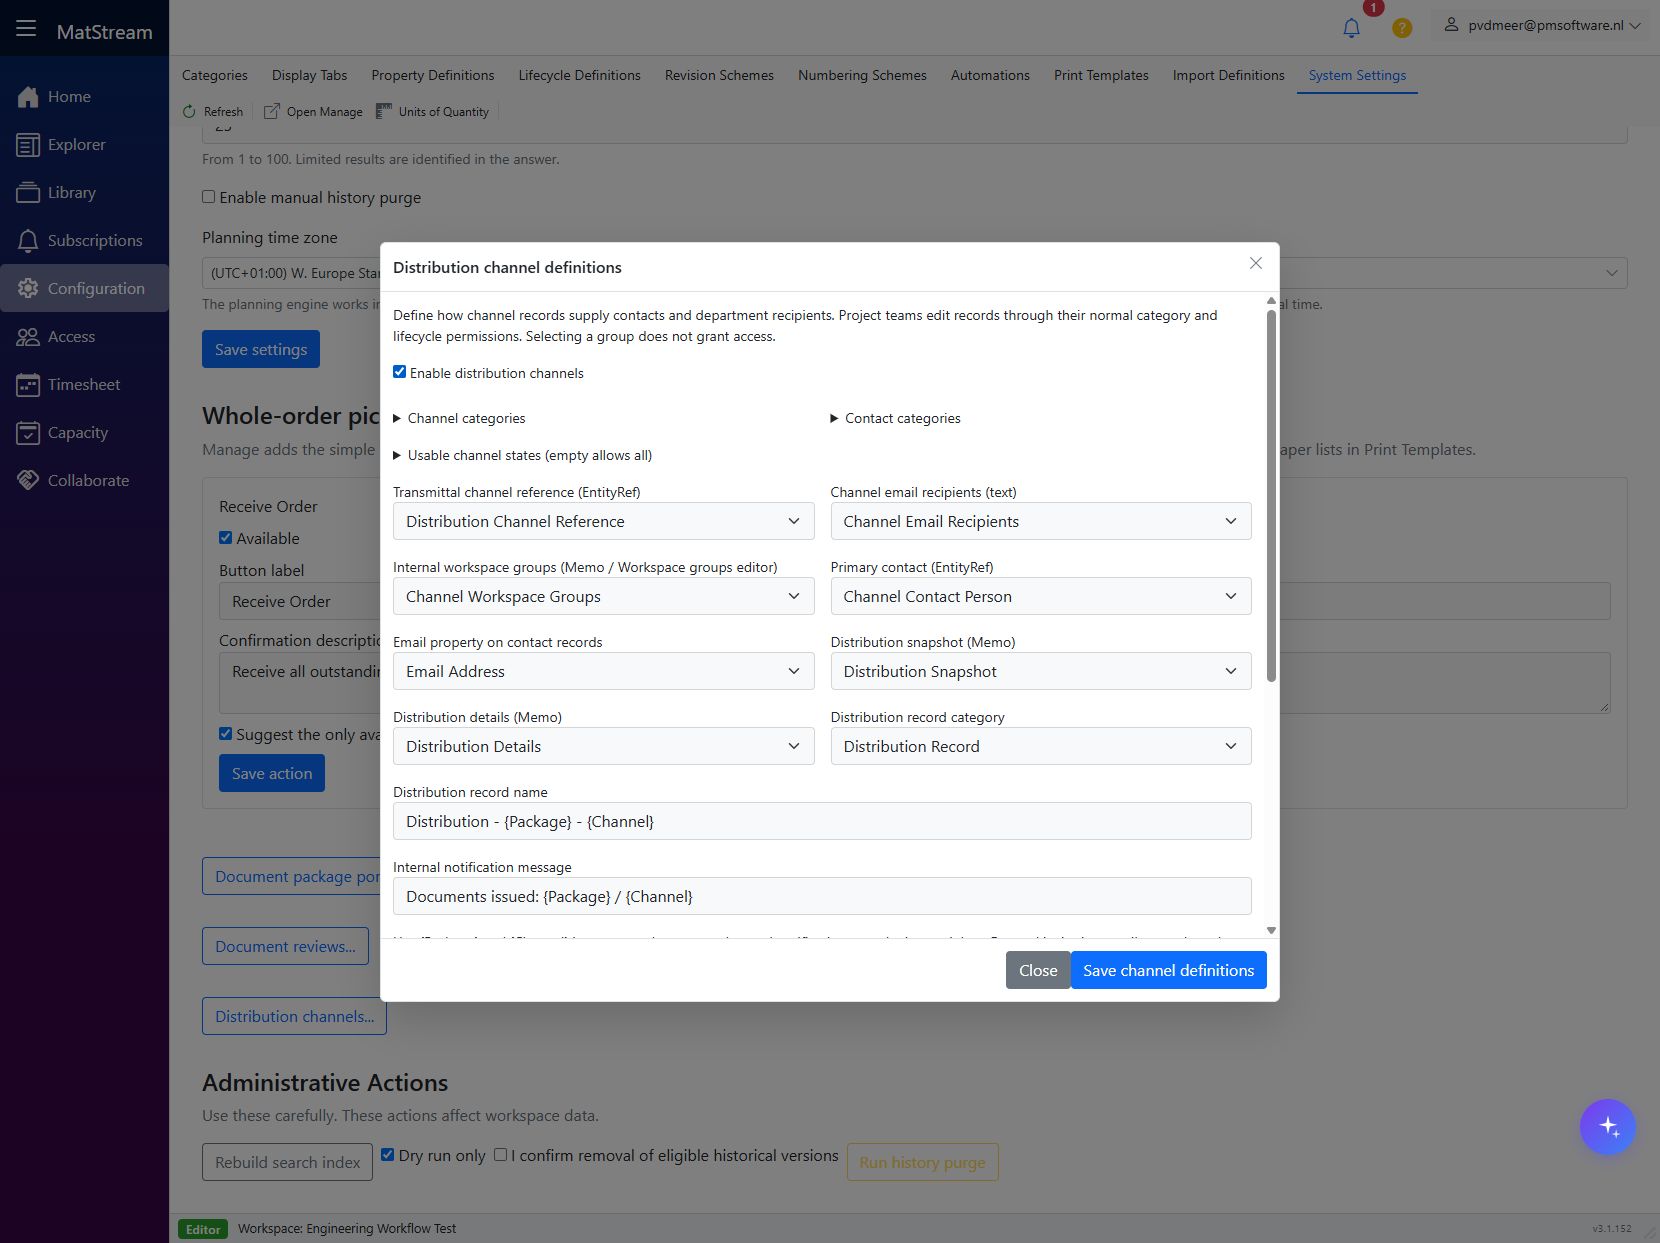 MatStream
1
?
pvdmeer@pmsoftware.nl
Home
Explorer
Library
Subscriptions
Configuration
Access
Timesheet
Capacity
Collaborate
Categories Display Tabs Property Definitions Lifecycle Definitions Revision Schemes Numbering Schemes Automations Print Templates Import Definitions System Settings
Refresh Open Manage Units of Quantity
From 1 to 100. Limited results are identified in the answer.
Enable manual history purge
Planning time zone
(UTC+01:00) W. Europe Star
The planning engine works i
al time.
Save settings
Whole-order pic
Manage adds the simple
aper lists in Print Templates.
Receive Order
Available
Button label
Receive Order
Confirmation descripti
Receive all outstandi
Suggest the only ava
Save action
Document package por
Document reviews...
Distribution channels...
Distribution channel definitions
Define how channel records supply contacts and department recipients. Project teams edit records through their normal category and
lifecycle permissions. Selecting a group does not grant access.
Enable distribution channels
Channel categories Contact categories
Usable channel states (empty allows all)
Transmittal channel reference (EntityRef) Channel email recipients (text)
Distribution Channel Reference Channel Email Recipients
Internal workspace groups (Memo / Workspace groups editor) Primary contact (EntityRef)
Channel Workspace Groups Channel Contact Person
Email property on contact records Distribution snapshot (Memo)
Email Address Distribution Snapshot
Distribution details (Memo) Distribution record category
Distribution Details Distribution Record
Distribution record name
Distribution - {Package} - {Channel}
Internal notification message
Documents issued: {Package} / {Channel}
Close Save channel definitions
Administrative Actions
Use these carefully. These actions affect workspace data.
Rebuild search index Dry run only I confirm removal of eligible historical versions Run history purge
Editor Workspace: Engineering Workflow Test
v3.1.152